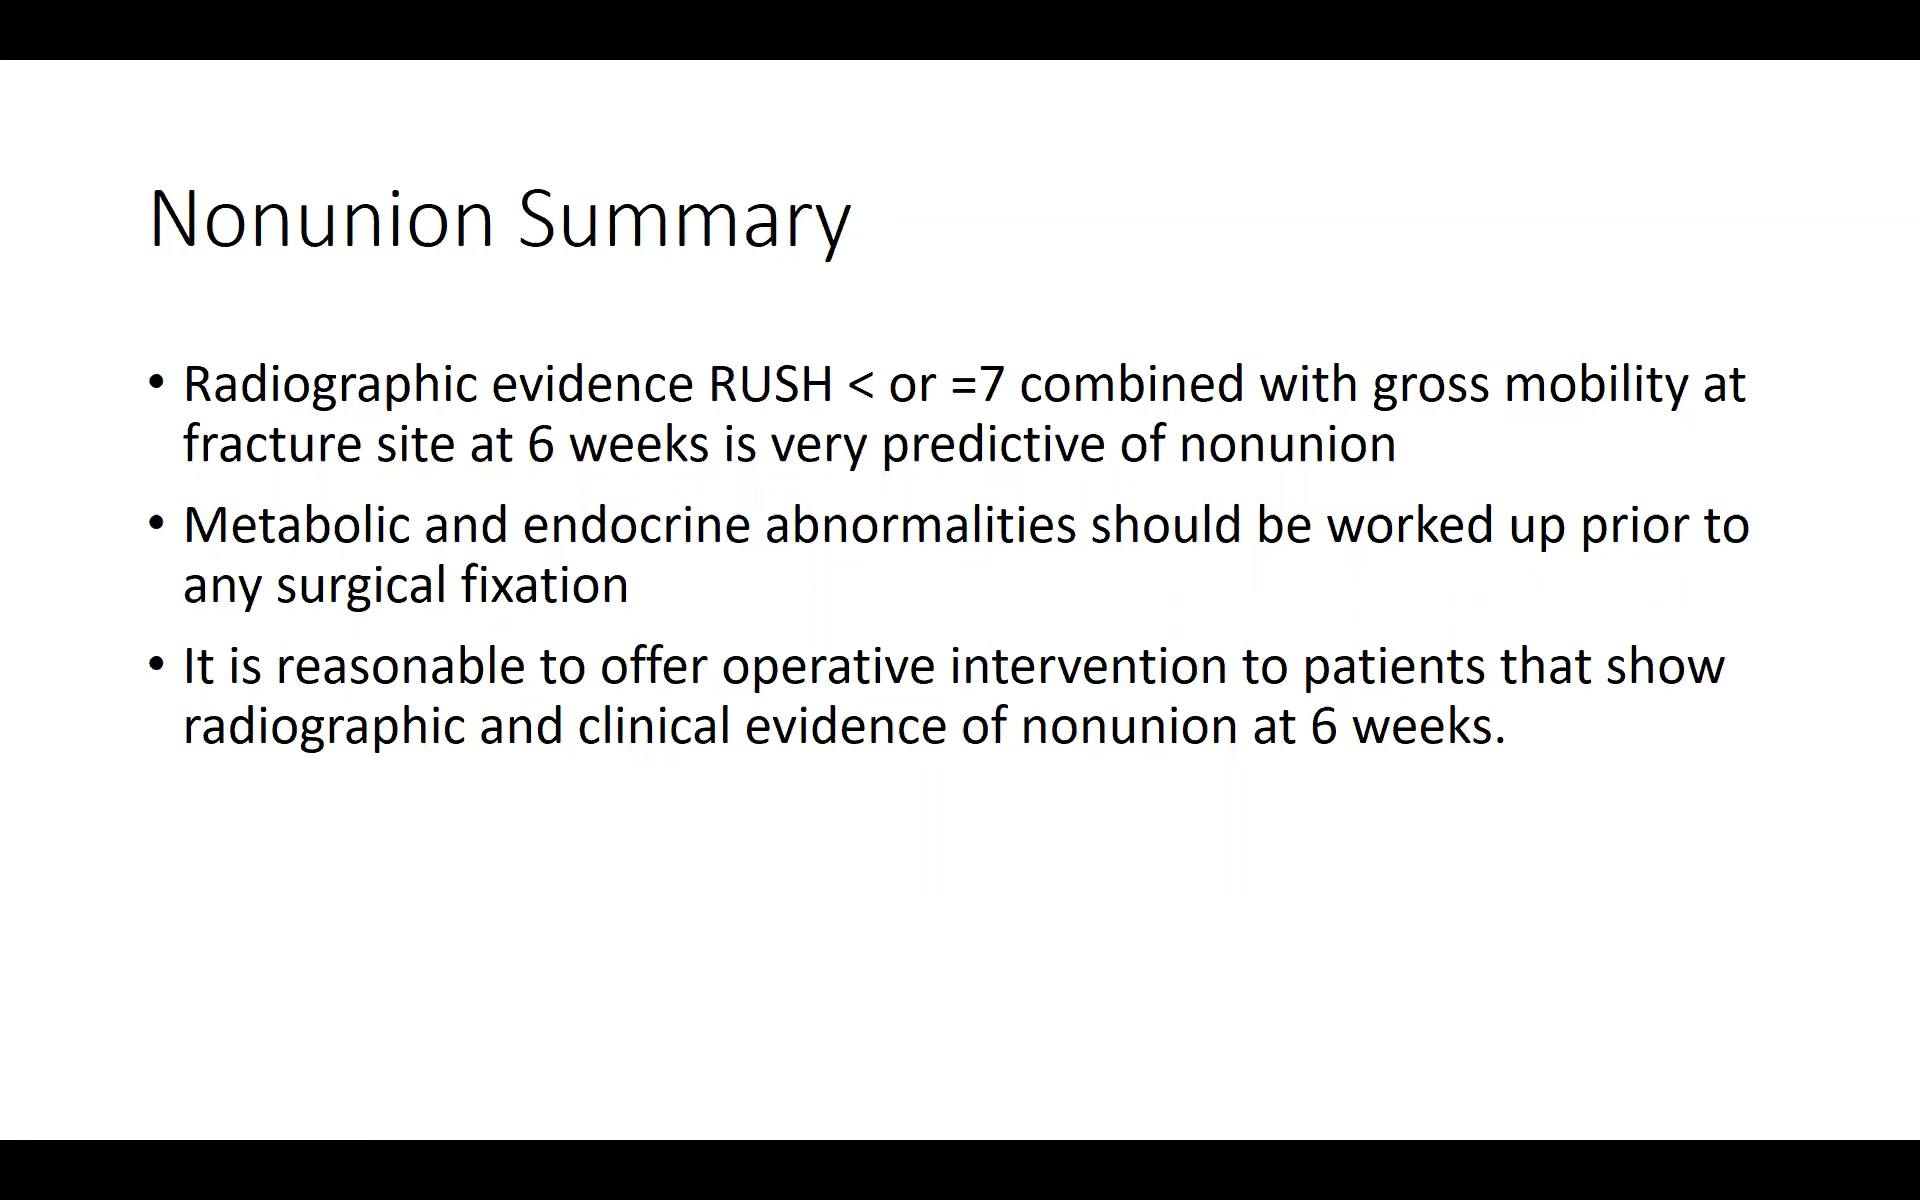 Nonunion Summary
• Radiographic evidence RUSH < or =7 combined with gross mobility at
fracture site at 6 weeks is very predictive of nonunion
• Metabolic and endocrine abnormalities should be worked up prior to
any surgical fixation
• It is reasonable to offer operative intervention to patients that show
radiographic and clinical evidence of nonunion at 6 weeks.